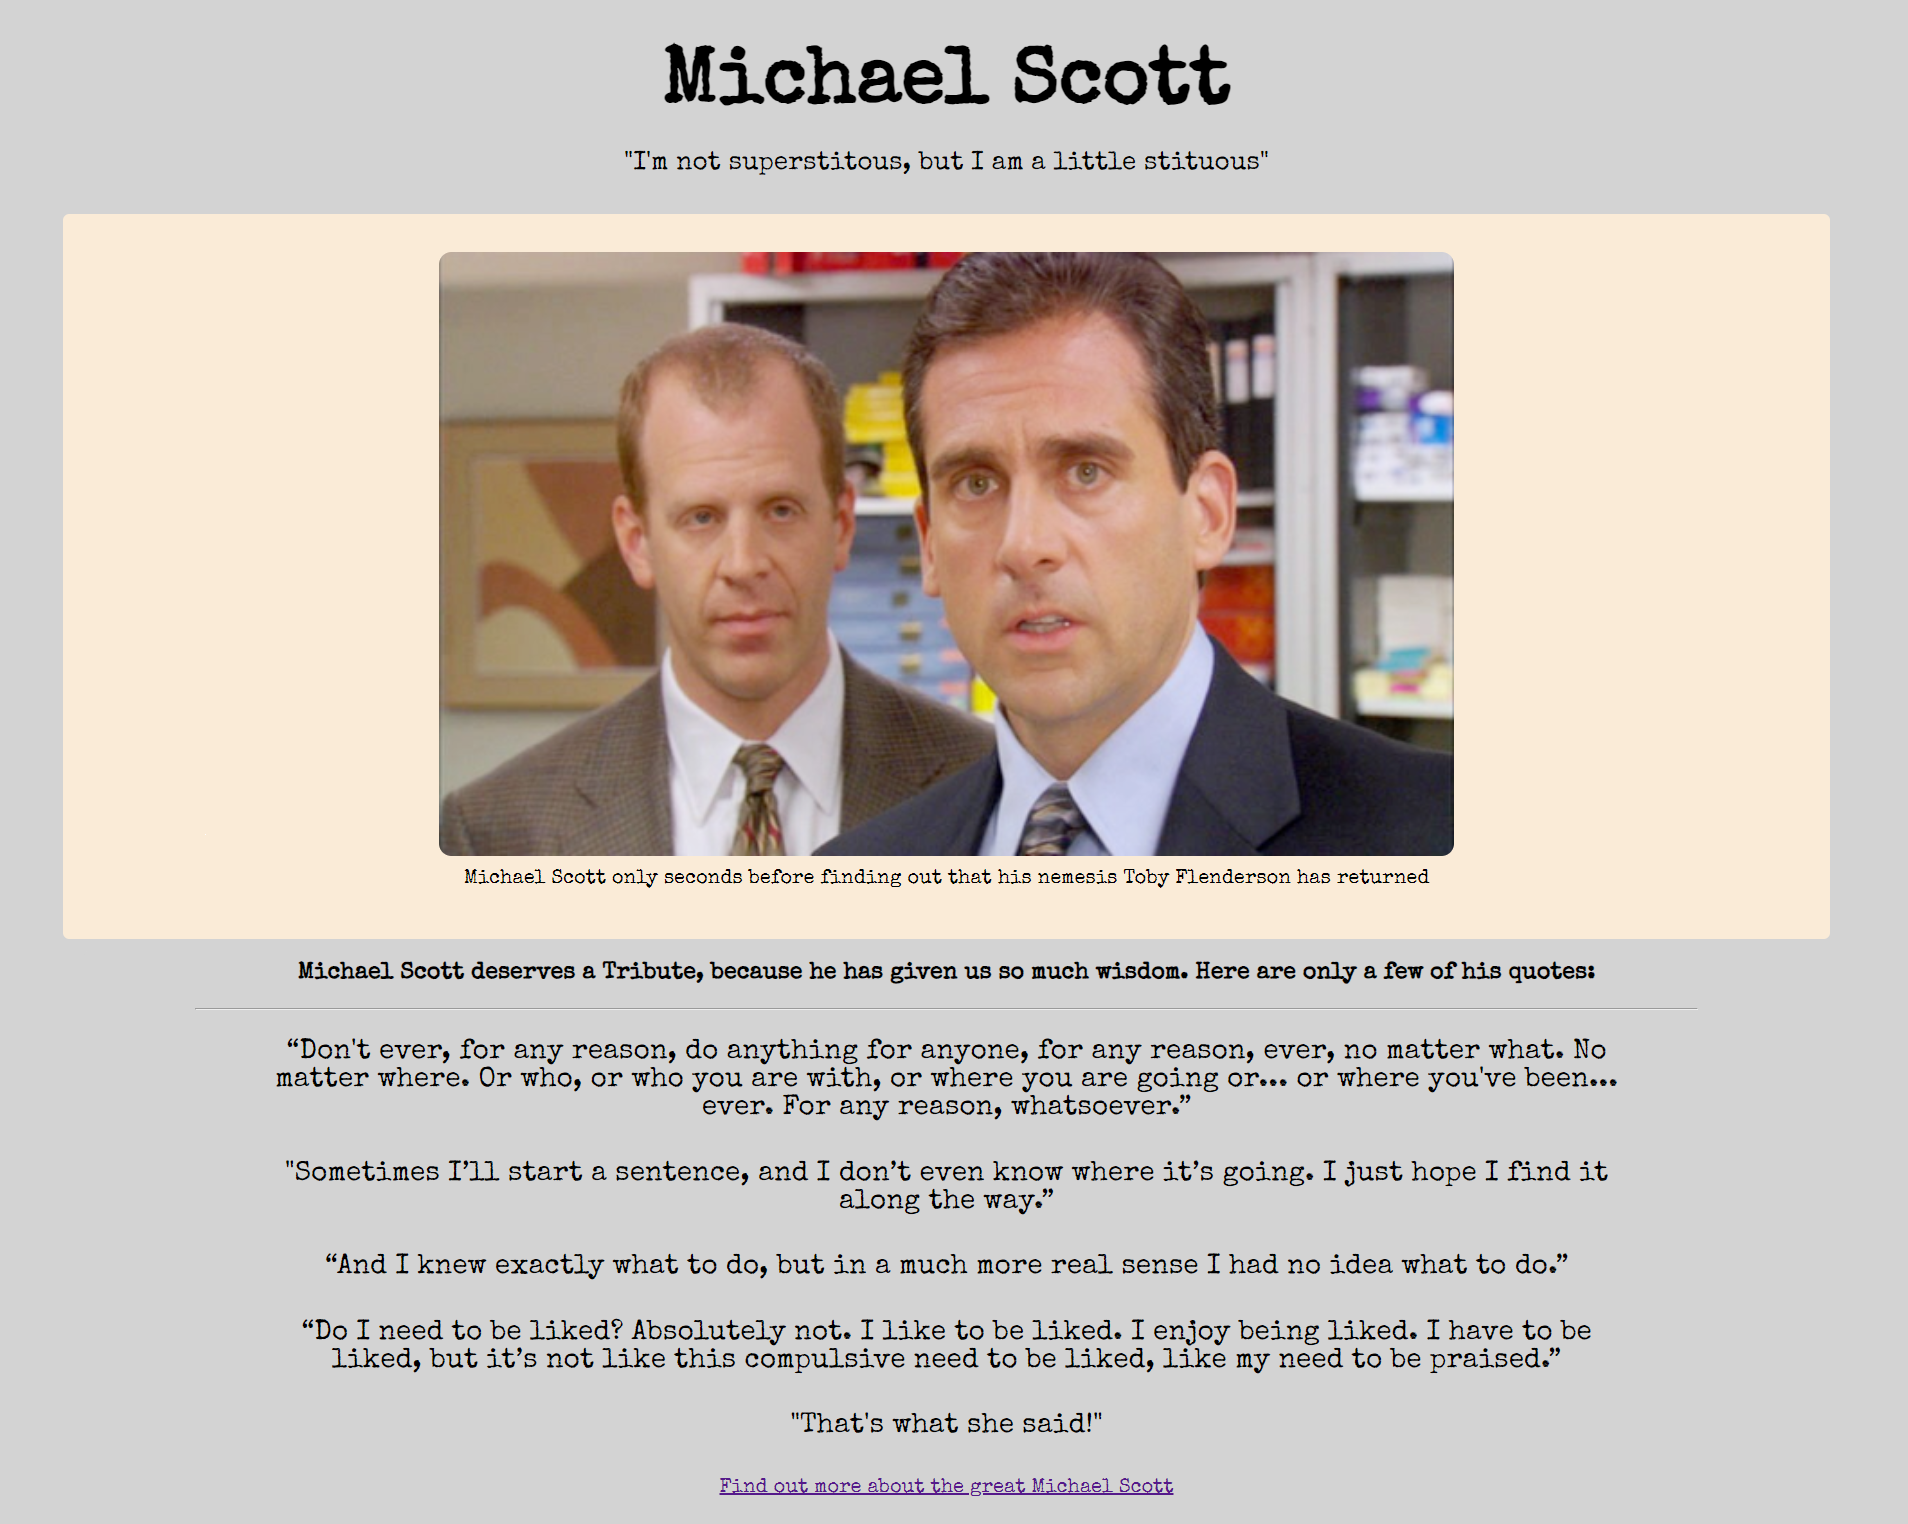 Michael Scott
"I'm not superstitous, but I am a little stituous"
Michael Scott only seconds before finding out that his nemesis Toby Flenderson has returned
Michael Scott deserves a Tribute, because he has given us so much wisdom. Here are only a few of his quotes:
“Don't ever, for any reason, do anything for anyone, for any reason, ever, no matter what. No
matter where. Or who, or who you are with, or where you are going or... or where you've been...
ever. For any reason, whatsoever.”
"Sometimes I’ll start a sentence, and I don’t even know where it’s going. I just hope I find it
along the way.”
“And I knew exactly what to do, but in a much more real sense I had no idea what to do.”
“Do I need to be liked? Absolutely not. I like to be liked. I enjoy being liked. I have to be
liked, but it’s not like this compulsive need to be liked, like my need to be praised.”
"That's what she said!"
Find out more about the great Michael Scott